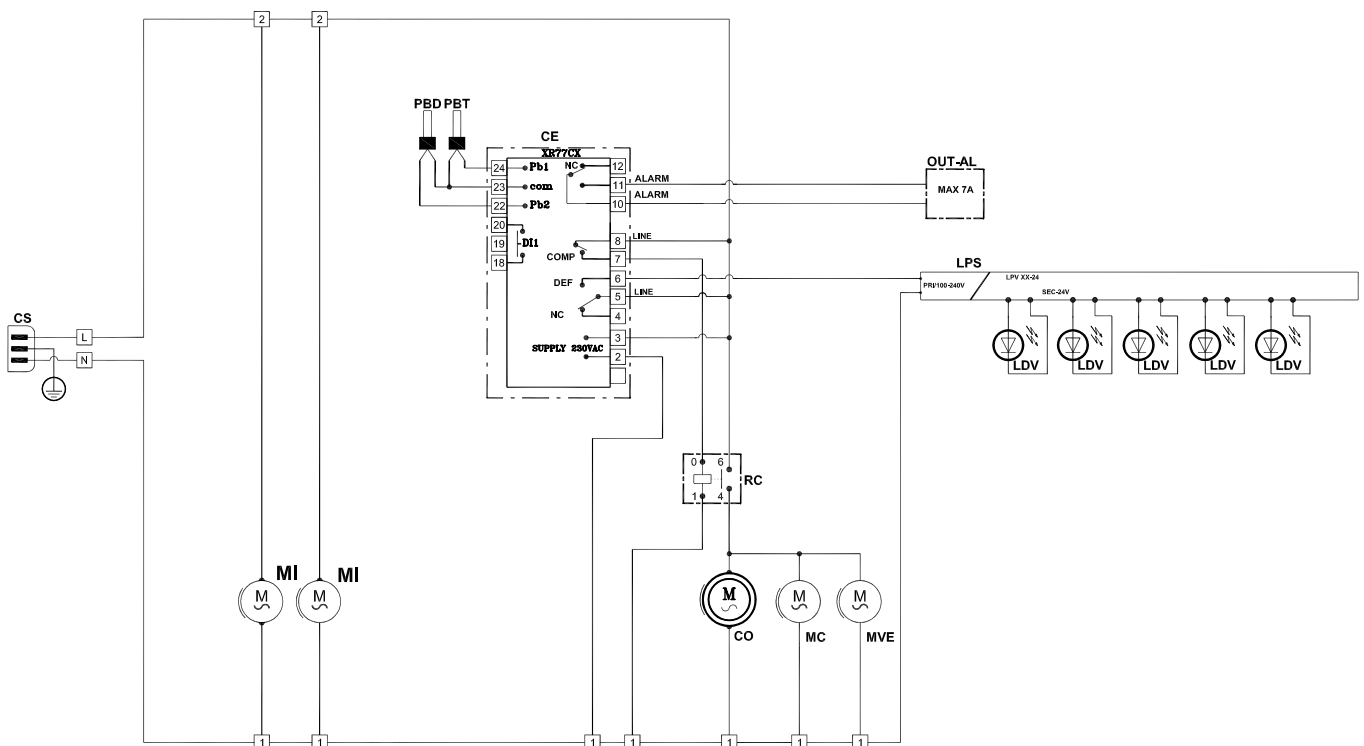 2 2
PBD PBT
CE
XR77CX
24 Pb1 NC 12
23 com 11 ALARM
22 Pb2 10 ALARM
OUT-AL
MAX 7A
20
19 DI1 8 LINE
18 COMP 7
DEF 6
5 LINE
NC 4
3
SUPPLY 230VAC
2
LPS
LPV XX-24
PRI/100-240V
SEC-24V
LDV LDV LDV LDV LDV
CS
L
N
0 6
RC
1 4
MI MI
M M M M M
CO MC MVE
1 1 1 1 1 1 1